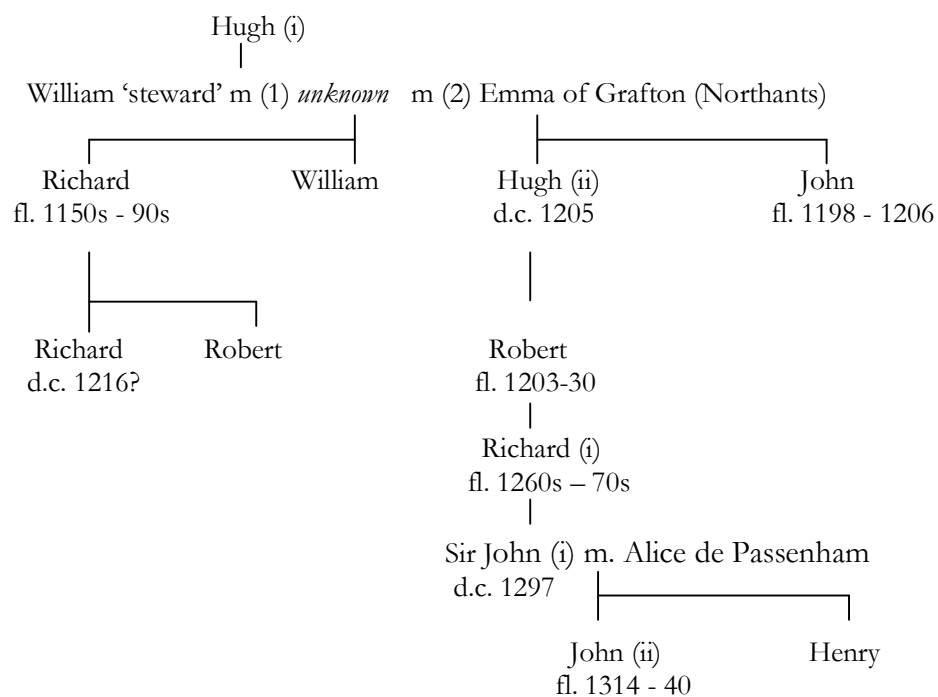 Hugh (i)
William ‘steward’ m (1) unknown m (2) Emma of Grafton (Northants)
Richard William Hugh (ii) John
fl. 1150s - 90s d.c. 1205 fl. 1198 - 1206
Richard Robert Robert
d.c. 1216? fl. 1203-30
Richard (i)
fl. 1260s – 70s
Sir John (i) m. Alice de Passenham
d.c. 1297
John (ii) Henry
fl. 1314 - 40